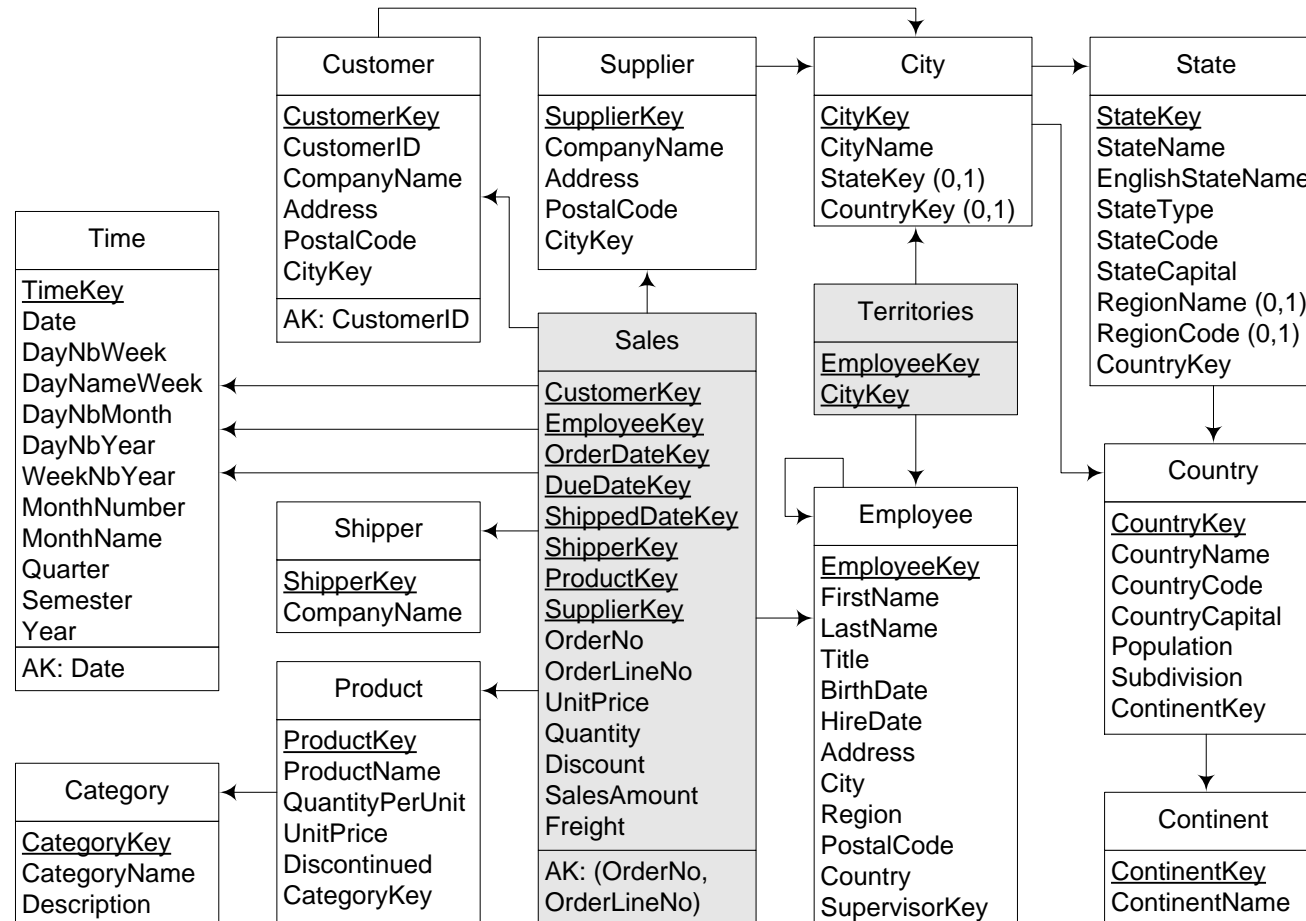 Customer
CustomerKey
CustomerID
CompanyName
Address
PostalCode
CityKey
AK: CustomerID
Supplier
SupplierKey
CompanyName
Address
PostalCode
CityKey
City
CityKey
CityName
StateKey (0,1)
CountryKey (0,1)
State
StateKey
StateName
EnglishStateName
StateType
StateCode
StateCapital
RegionName (0,1)
RegionCode (0,1)
CountryKey
Time
TimeKey
Date
DayNbWeek
DayNameWeek
DayNbMonth
DayNbYear
WeekNbYear
MonthNumber
MonthName
Quarter
Semester
Year
AK: Date
Sales
CustomerKey
EmployeeKey
OrderDateKey
DueDateKey
ShippedDateKey
ShipperKey
ProductKey
SupplierKey
OrderNo
OrderLineNo
UnitPrice
Quantity
Discount
SalesAmount
Freight
AK: (OrderNo,
OrderLineNo)
Territories
EmployeeKey
CityKey
Shipper
ShipperKey
CompanyName
Employee
EmployeeKey
FirstName
LastName
Title
BirthDate
HireDate
Address
City
Region
PostalCode
Country
SupervisorKey
Country
CountryKey
CountryName
CountryCode
CountryCapital
Population
Subdivision
ContinentKey
Product
ProductKey
ProductName
QuantityPerUnit
UnitPrice
Discontinued
CategoryKey
Category
CategoryKey
CategoryName
Description
Continent
ContinentKey
ContinentName